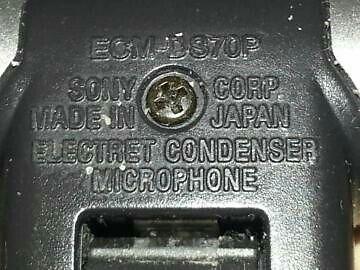 ECM-DS70P
SONY CORP.
MADE IN JAPAN
ELECTRET CONDENSER
MICROPHONE